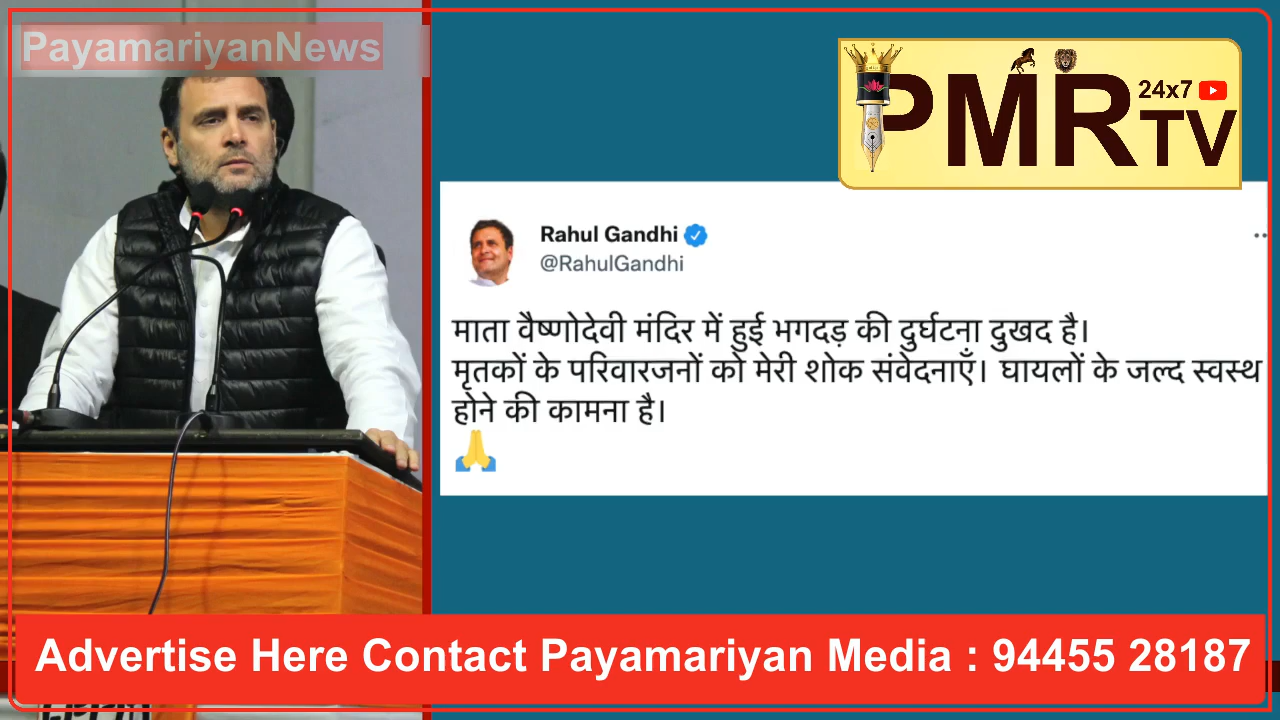 PayamariyanNews
PMR TV
24x7
Rahul Gandhi
@RahulGandhi
माता वैष्णोदेवी मंदिर में हुई भगदड़ की दुर्घटना दुखद है।
मृतकों के परिवारजनों को मेरी शोक संवेदनाएँ। घायलों के जल्द स्वस्थ
होने की कामना है।
Advertise Here Contact Payamariyan Media : 94455 28187